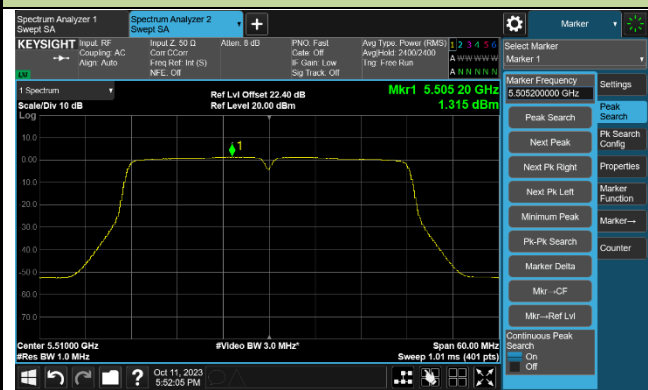 Spectrum Analyzer 1
Swept SA
Spectrum Analyzer 2
Swept SA
Marker
KEYSIGHT Input: RF
Coupling: AC
Align: Auto
Input Z: 50 Ω
Corr CCorr
Freq Ref: Int (S)
NFE: Off
Atten: 8 dB
PNO: Fast
Gate: Off
IF Gain: Low
Sig Track: Off
Avg Type: Power (RMS)
Avg|Hold: 2400/2400
Trig: Free Run
1 2 3 4 5 6
A W W W W W
A N N N N N
Select Marker
Marker 1
LXI
1 Spectrum
Scale/Div 10 dB
Log
Ref Lvl Offset 22.40 dB
Ref Level 20.00 dBm
Mkr1 5.505 20 GHz
1.315 dBm
10.0
0.00
-10.0
-20.0
-30.0
-40.0
-50.0
-60.0
-70.0
1
Center 5.51000 GHz
#Res BW 1.0 MHz
#Video BW 3.0 MHz*
Span 60.00 MHz
Sweep 1.01 ms (401 pts)
Marker Frequency
5.505200000 GHz
Peak Search
Next Peak
Next Pk Right
Next Pk Left
Minimum Peak
Pk-Pk Search
Marker Delta
Mkr→CF
Mkr→Ref Lvl
Continuous Peak
Search
On
Off
Settings
Peak
Search
Pk Search
Config
Properties
Marker
Function
Marker→
Counter
Oct 11, 2023
5:52:05 PM